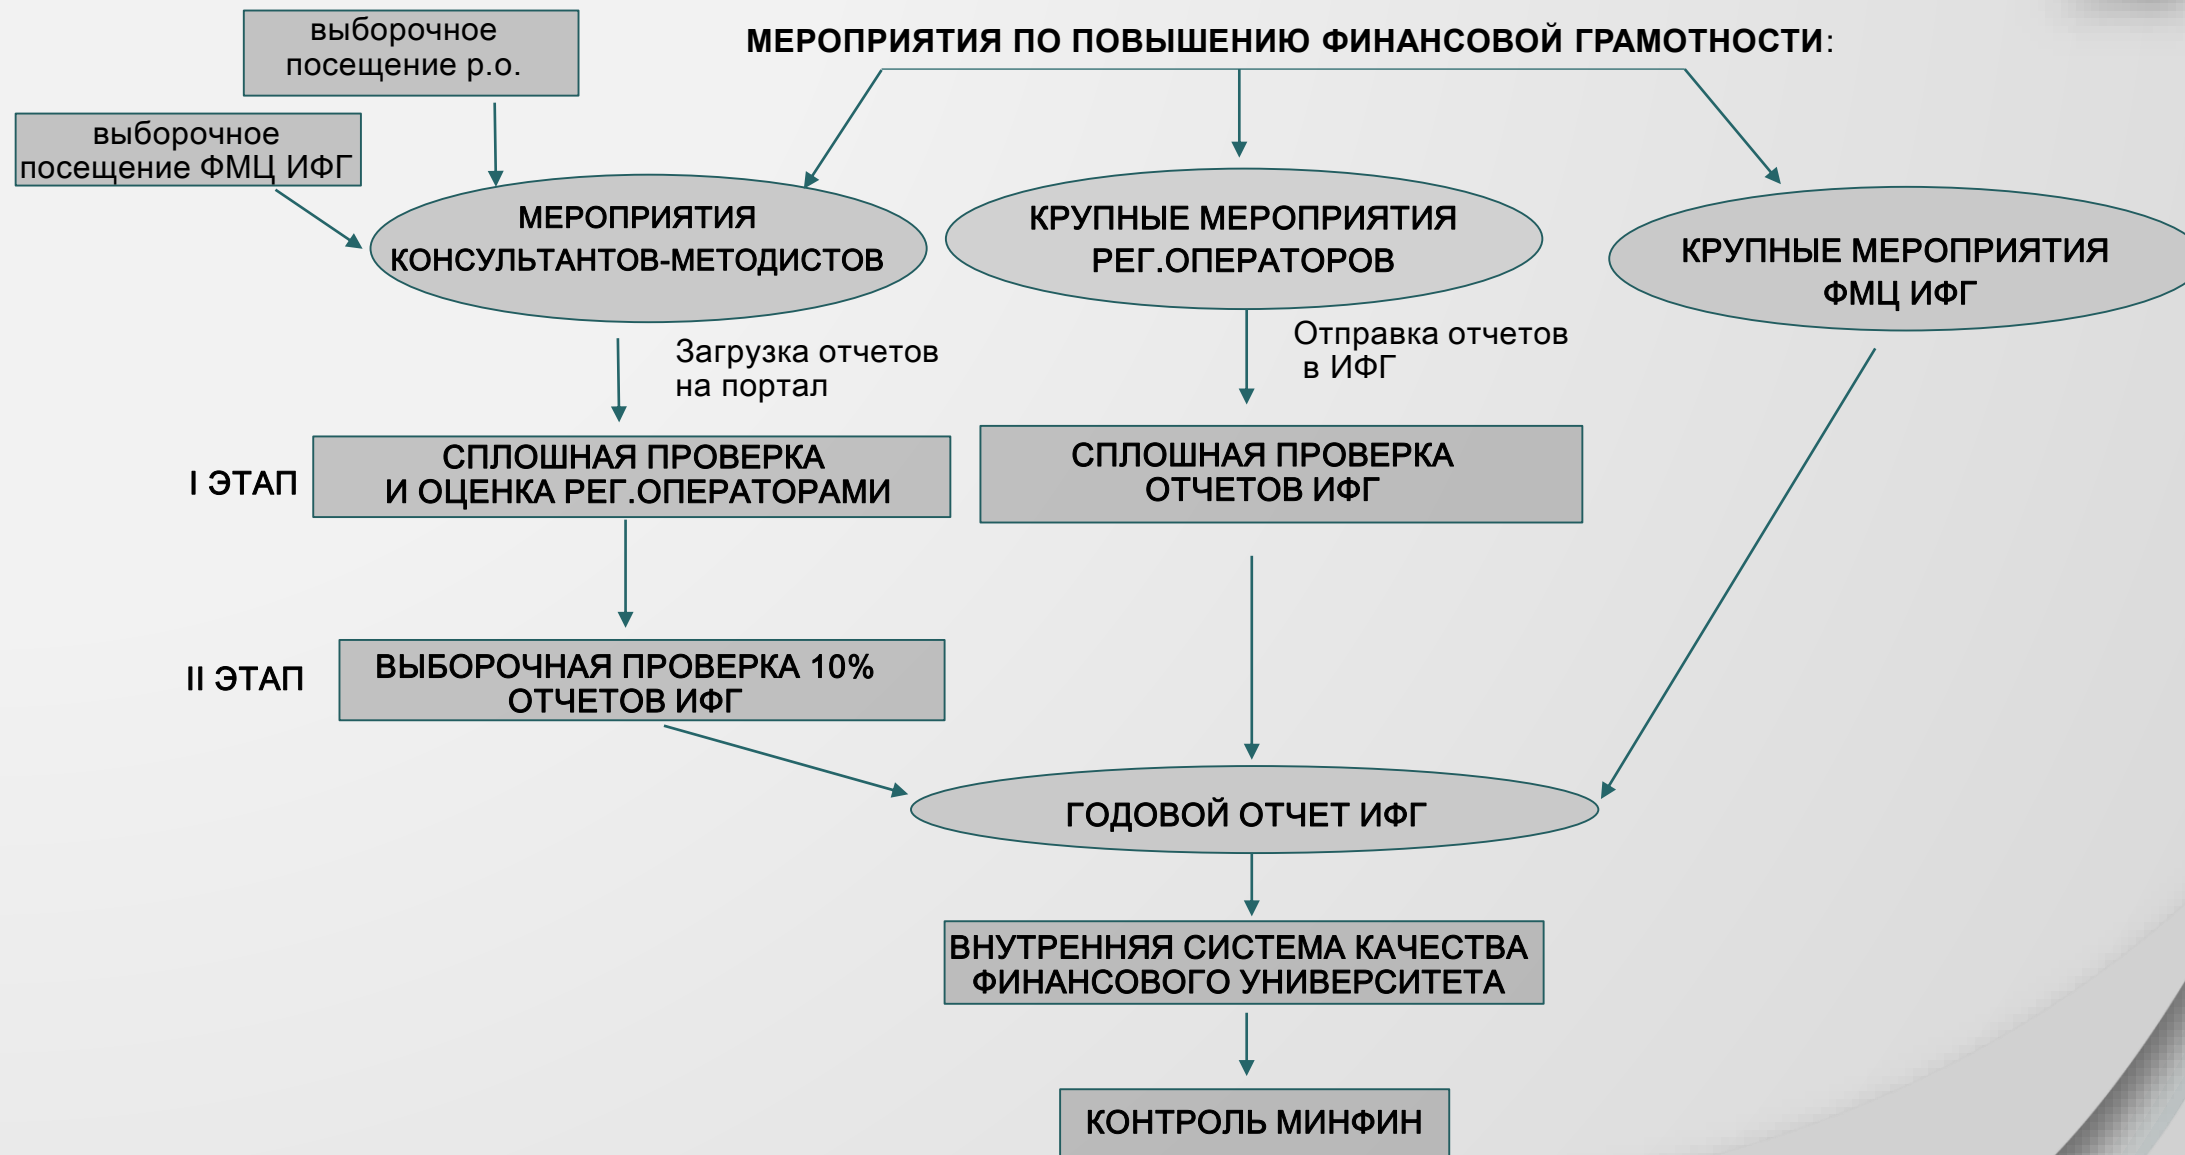 выборочное
посещение р.о.
МЕРОПРИЯТИЯ ПО ПОВЫШЕНИЮ ФИНАНСОВОЙ ГРАМОТНОСТИ:
выборочное
посещение ФМЦ ИФГ
МЕРОПРИЯТИЯ
КОНСУЛЬТАНТОВ-МЕТОДИСТОВ
КРУПНЫЕ МЕРОПРИЯТИЯ
РЕГ.ОПЕРАТОРОВ
КРУПНЫЕ МЕРОПРИЯТИЯ
ФМЦ ИФГ
Загрузка отчетов
на портал
Отправка отчетов
в ИФГ
I ЭТАП
СПЛОШНАЯ ПРОВЕРКА
И ОЦЕНКА РЕГ.ОПЕРАТОРАМИ
СПЛОШНАЯ ПРОВЕРКА
ОТЧЕТОВ ИФГ
II ЭТАП
ВЫБОРОЧНАЯ ПРОВЕРКА 10%
ОТЧЕТОВ ИФГ
ГОДОВОЙ ОТЧЕТ ИФГ
ВНУТРЕННЯЯ СИСТЕМА КАЧЕСТВА
ФИНАНСОВОГО УНИВЕРСИТЕТА
КОНТРОЛЬ МИНФИН